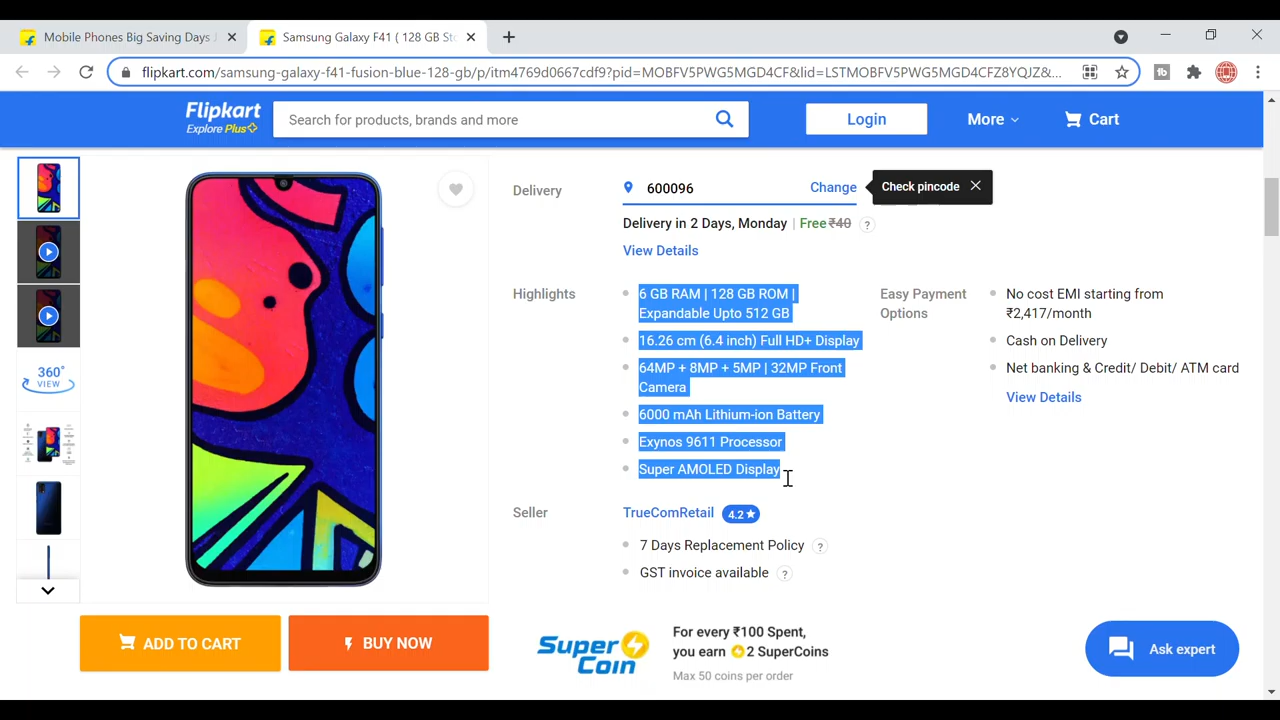 Mobile Phones Big Saving Days
Samsung Galaxy F41 ( 128 GB Sto
flipkart.com/samsung-galaxy-f41-fusion-blue-128-gb/p/itm4769d0667cdf9?pid=MOBFV5PWG5MGD4CF&lid=LSTMOBFV5PWG5MGD4CFZ8YQJZ&...
Flipkart
Explore Plus
Search for products, brands and more
Login
More
Cart
Delivery
600096
Change
Check pincode
Delivery in 2 Days, Monday | Free ₹40 ?
View Details
Highlights
6 GB RAM | 128 GB ROM |
Expandable Upto 512 GB
16.26 cm (6.4 inch) Full HD+ Display
64MP + 8MP + 5MP | 32MP Front
Camera
6000 mAh Lithium-ion Battery
Exynos 9611 Processor
Super AMOLED Display
Easy Payment
Options
No cost EMI starting from
₹2,417/month
Cash on Delivery
Net banking & Credit/ Debit/ ATM card
View Details
360°
VIEW
Seller
TrueComRetail 4.2★
7 Days Replacement Policy ?
GST invoice available ?
ADD TO CART
BUY NOW
Super
Coin
For every ₹100 Spent,
you earn 2 SuperCoins
Max 50 coins per order
Ask expert